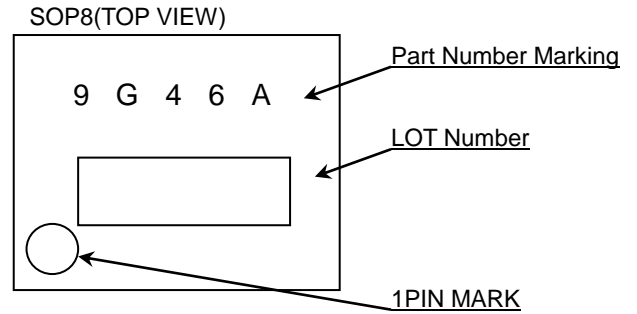 SOP8(TOP VIEW)
Part Number Marking
9 G 4 6 A
LOT Number
1PIN MARK